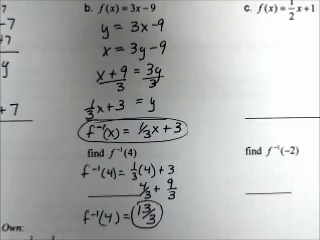 7
-7
+7
y
+7
b. f(x) = 3x - 9
y = 3x - 9
x = 3y - 9
x + 9 = 3y
3 3
1/3 x + 3 = y
f⁻¹(x) = 1/3 x + 3
find f⁻¹(4)
f⁻¹(4) = 1/3 (4) + 3
4/3 + 9/3
f⁻¹(4) = 13/3
c. f(x) = 1/2 x + 1
find f⁻¹(-2)
Own: